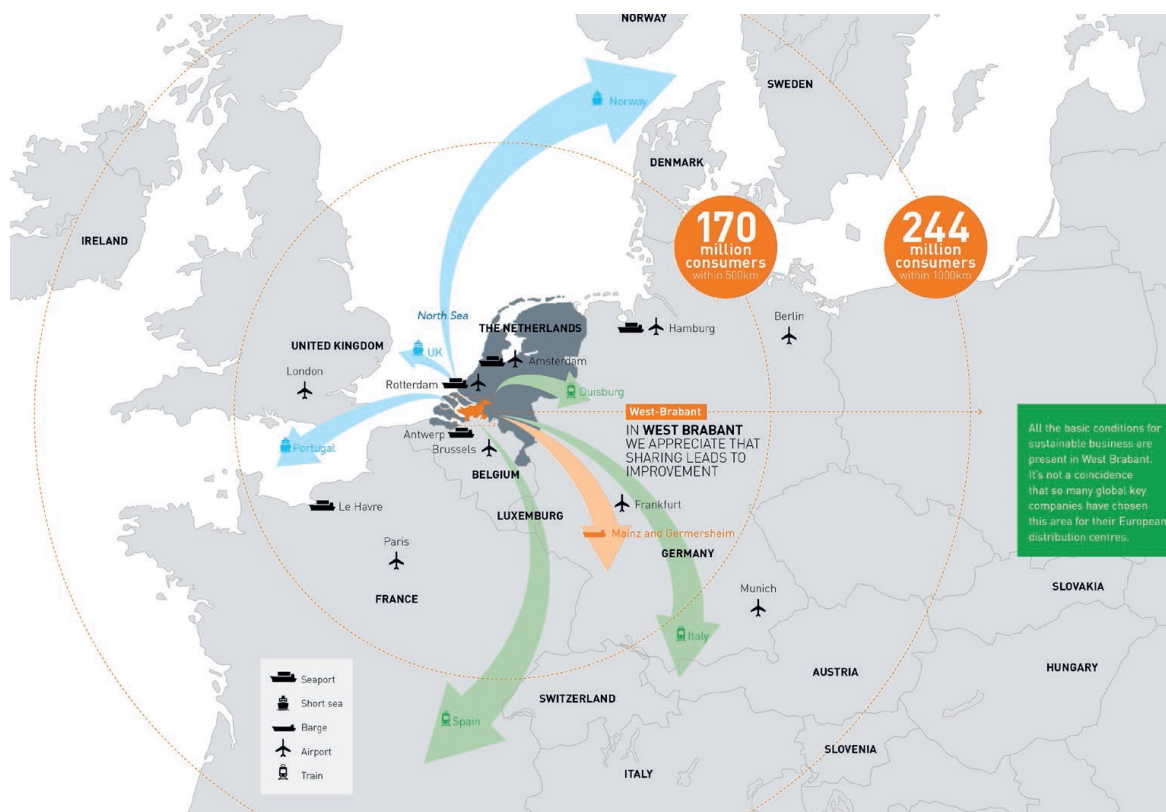 NORWAY
SWEDEN
Norway
DENMARK
170
million
consumers
within 500km
244
million
consumers
within 1000km
IRELAND
North Sea
THE NETHERLANDS
Hamburg
Berlin
UNITED KINGDOM
UK
Amsterdam
London
Rotterdam
Duisburg
West-Brabant
IN WEST BRABANT
WE APPRECIATE THAT
SHARING LEADS TO
IMPROVEMENT
All the basic conditions for
sustainable business are
present in West Brabant.
It's not a coincidence
that so many global key
companies have chosen
this area for their European
distribution centres.
Portugal
Antwerp
Brussels
BELGIUM
Le Havre
LUXEMBURG
Frankfurt
Mainz and Germersheim
GERMANY
Paris
FRANCE
Munich
SLOVAKIA
Italy
AUSTRIA
HUNGARY
SWITZERLAND
Spain
SLOVENIA
ITALY
Seaport
Short sea
Barge
Airport
Train